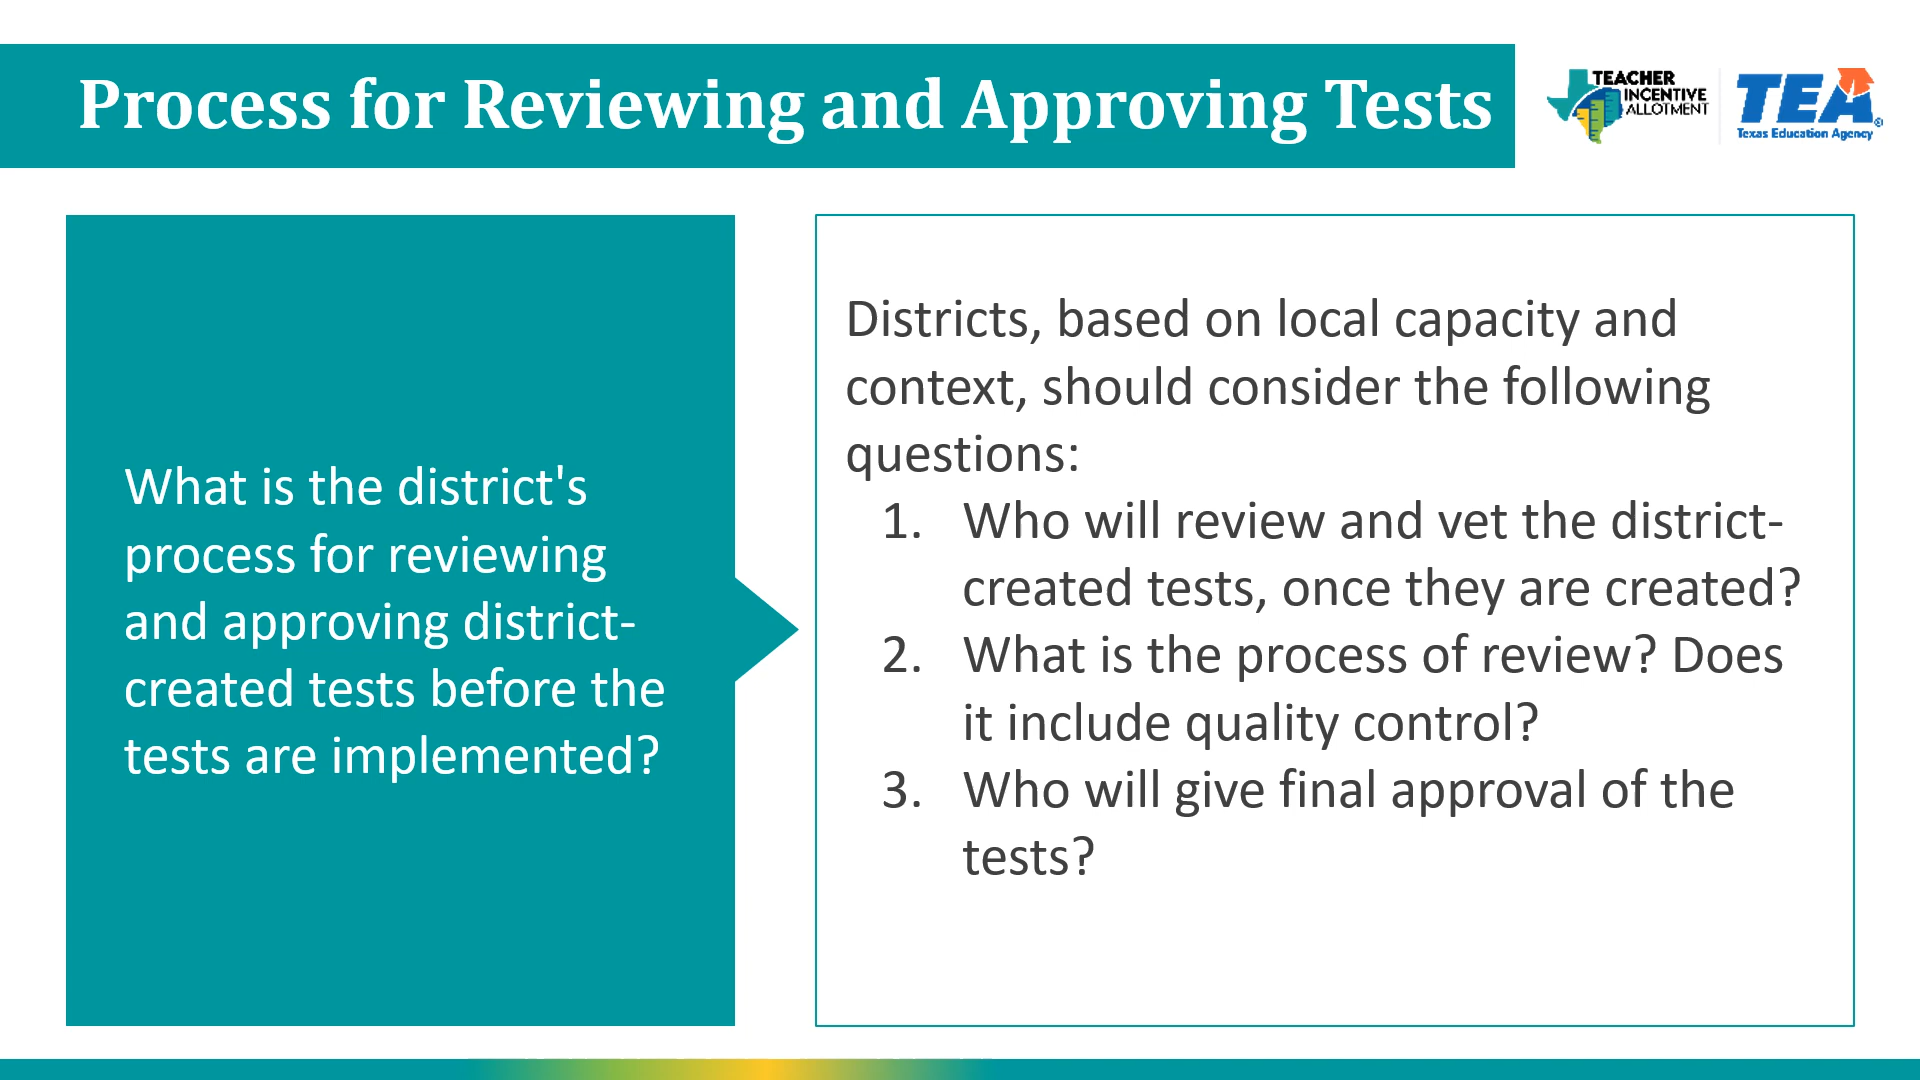 Process for Reviewing and Approving Tests
TEACHER
INCENTIVE
ALLOTMENT
TEA®
Texas Education Agency
What is the district's
process for reviewing
and approving district-
created tests before the
tests are implemented?
Districts, based on local capacity and
context, should consider the following
questions:
1. Who will review and vet the district-
created tests, once they are created?
2. What is the process of review? Does
it include quality control?
3. Who will give final approval of the
tests?